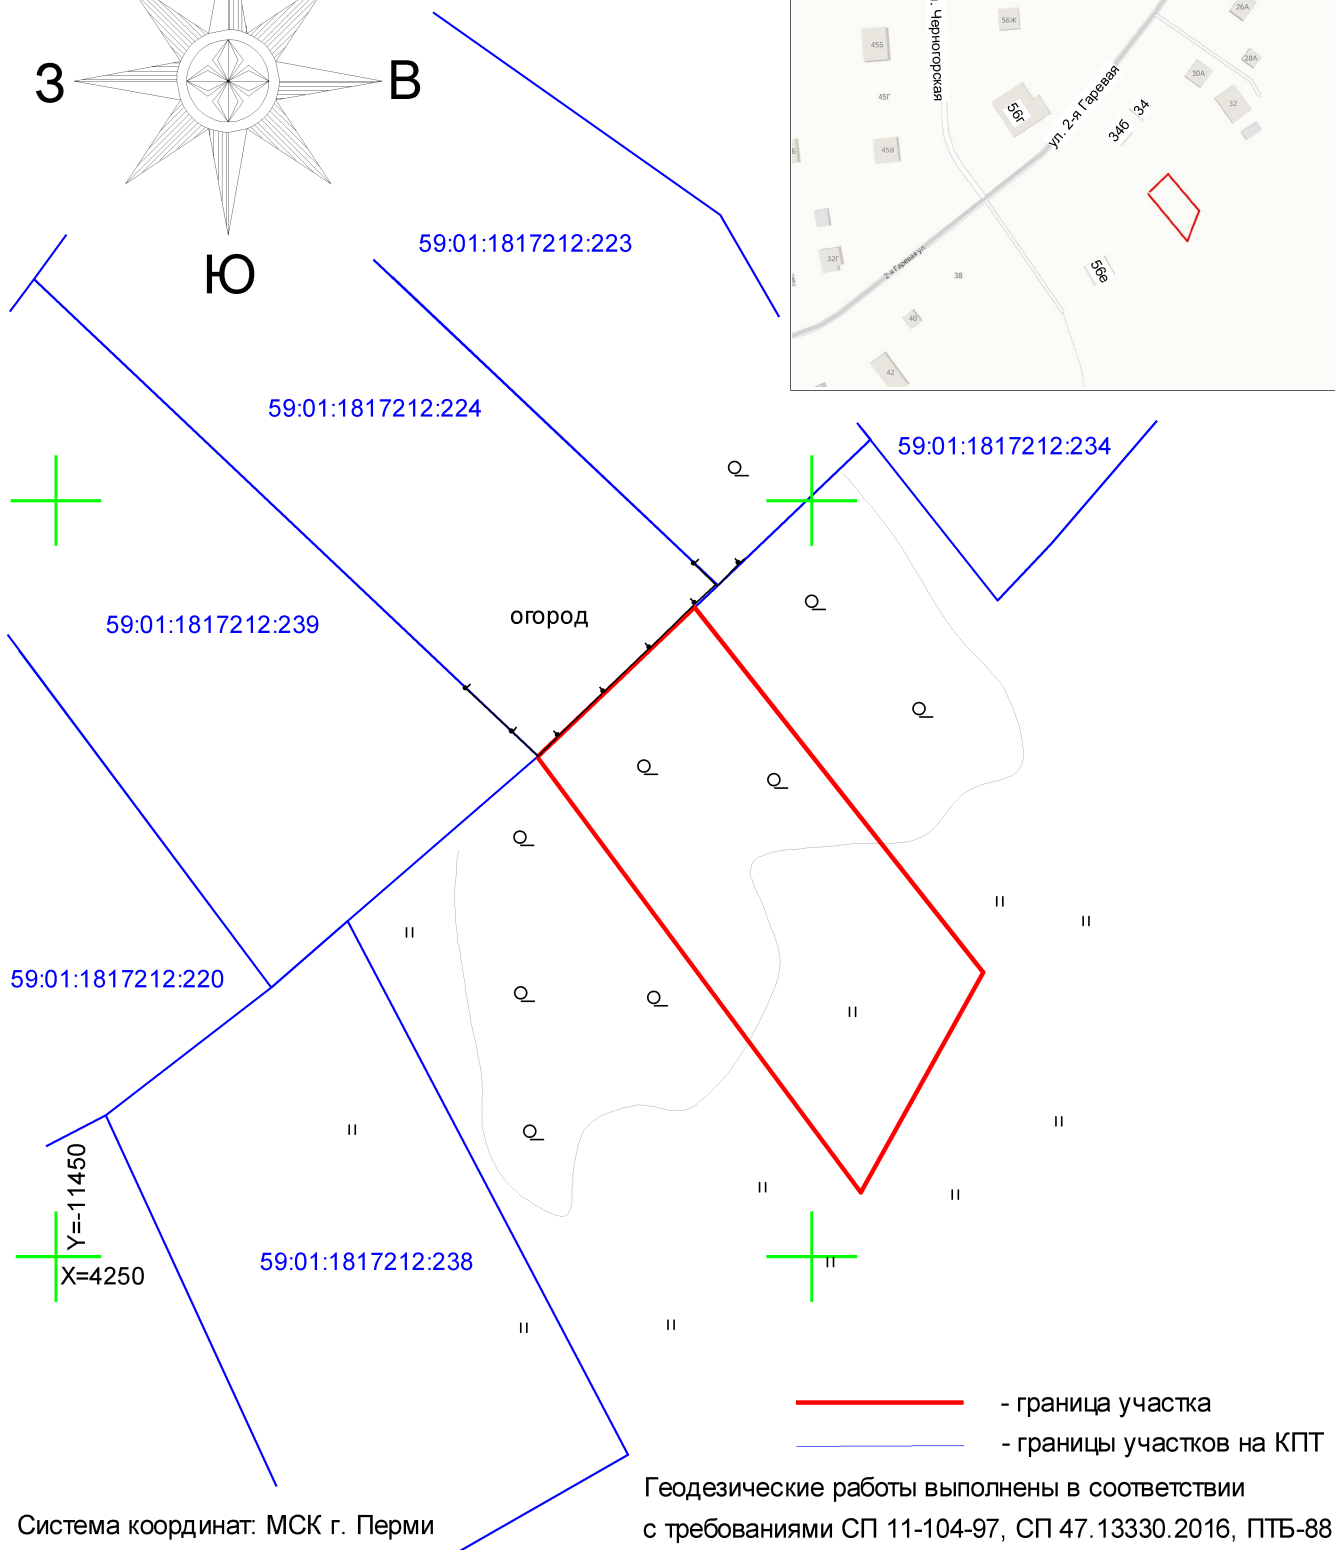 З
В
Ю
. Черногорская
ул. 2-я Гаревая
2-я Гаревая ул.
56Ж
26А
45Б
28А
30А
45Г
56г
34
34б
32
45В
32Г
38
56е
40
42
59:01:1817212:223
59:01:1817212:224
59:01:1817212:234
огород
59:01:1817212:239
59:01:1817212:220
Y=-11450
X=4250
59:01:1817212:238
- граница участка
- границы участков на КПТ
Геодезические работы выполнены в соответствии
с требованиями СП 11-104-97, СП 47.13330.2016, ПТБ-88
Система координат: МСК г. Перми